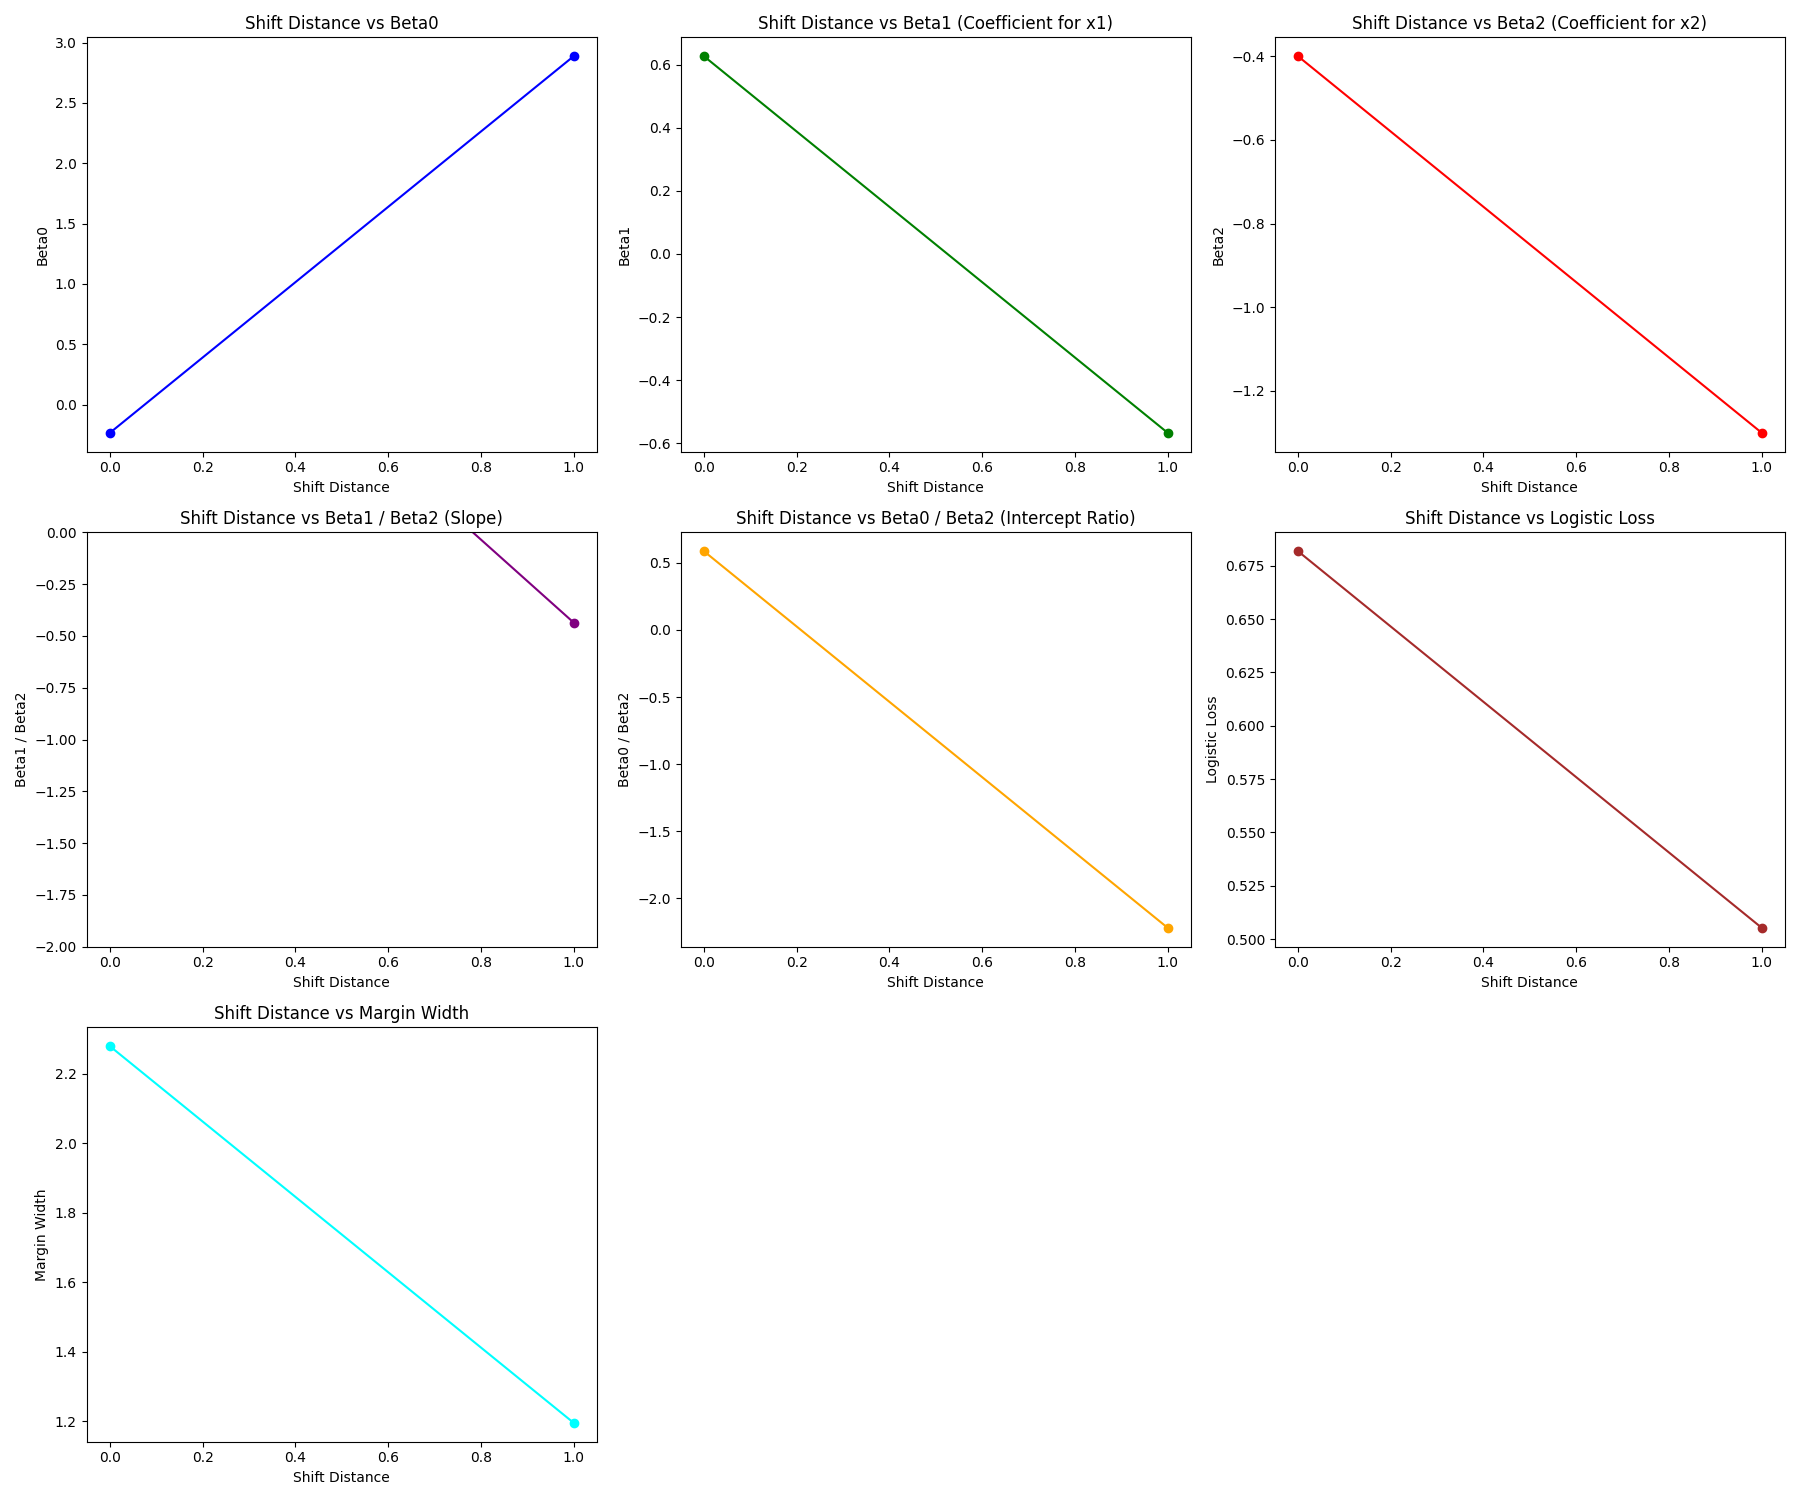 Shift Distance vs Beta0
3.0
2.5
2.0
1.5
1.0
0.5
0.0
Beta0
0.0 0.2 0.4 0.6 0.8 1.0
Shift Distance
Shift Distance vs Beta1 (Coefficient for x1)
0.6
0.4
0.2
0.0
−0.2
−0.4
−0.6
Beta1
0.0 0.2 0.4 0.6 0.8 1.0
Shift Distance
Shift Distance vs Beta2 (Coefficient for x2)
−0.4
−0.6
−0.8
−1.0
−1.2
Beta2
0.0 0.2 0.4 0.6 0.8 1.0
Shift Distance
Shift Distance vs Beta1 / Beta2 (Slope)
0.00
−0.25
−0.50
−0.75
−1.00
−1.25
−1.50
−1.75
−2.00
Beta1 / Beta2
0.0 0.2 0.4 0.6 0.8 1.0
Shift Distance
Shift Distance vs Beta0 / Beta2 (Intercept Ratio)
0.5
0.0
−0.5
−1.0
−1.5
−2.0
Beta0 / Beta2
0.0 0.2 0.4 0.6 0.8 1.0
Shift Distance
Shift Distance vs Logistic Loss
0.675
0.650
0.625
0.600
0.575
0.550
0.525
0.500
Logistic Loss
0.0 0.2 0.4 0.6 0.8 1.0
Shift Distance
Shift Distance vs Margin Width
2.2
2.0
1.8
1.6
1.4
1.2
Margin Width
0.0 0.2 0.4 0.6 0.8 1.0
Shift Distance